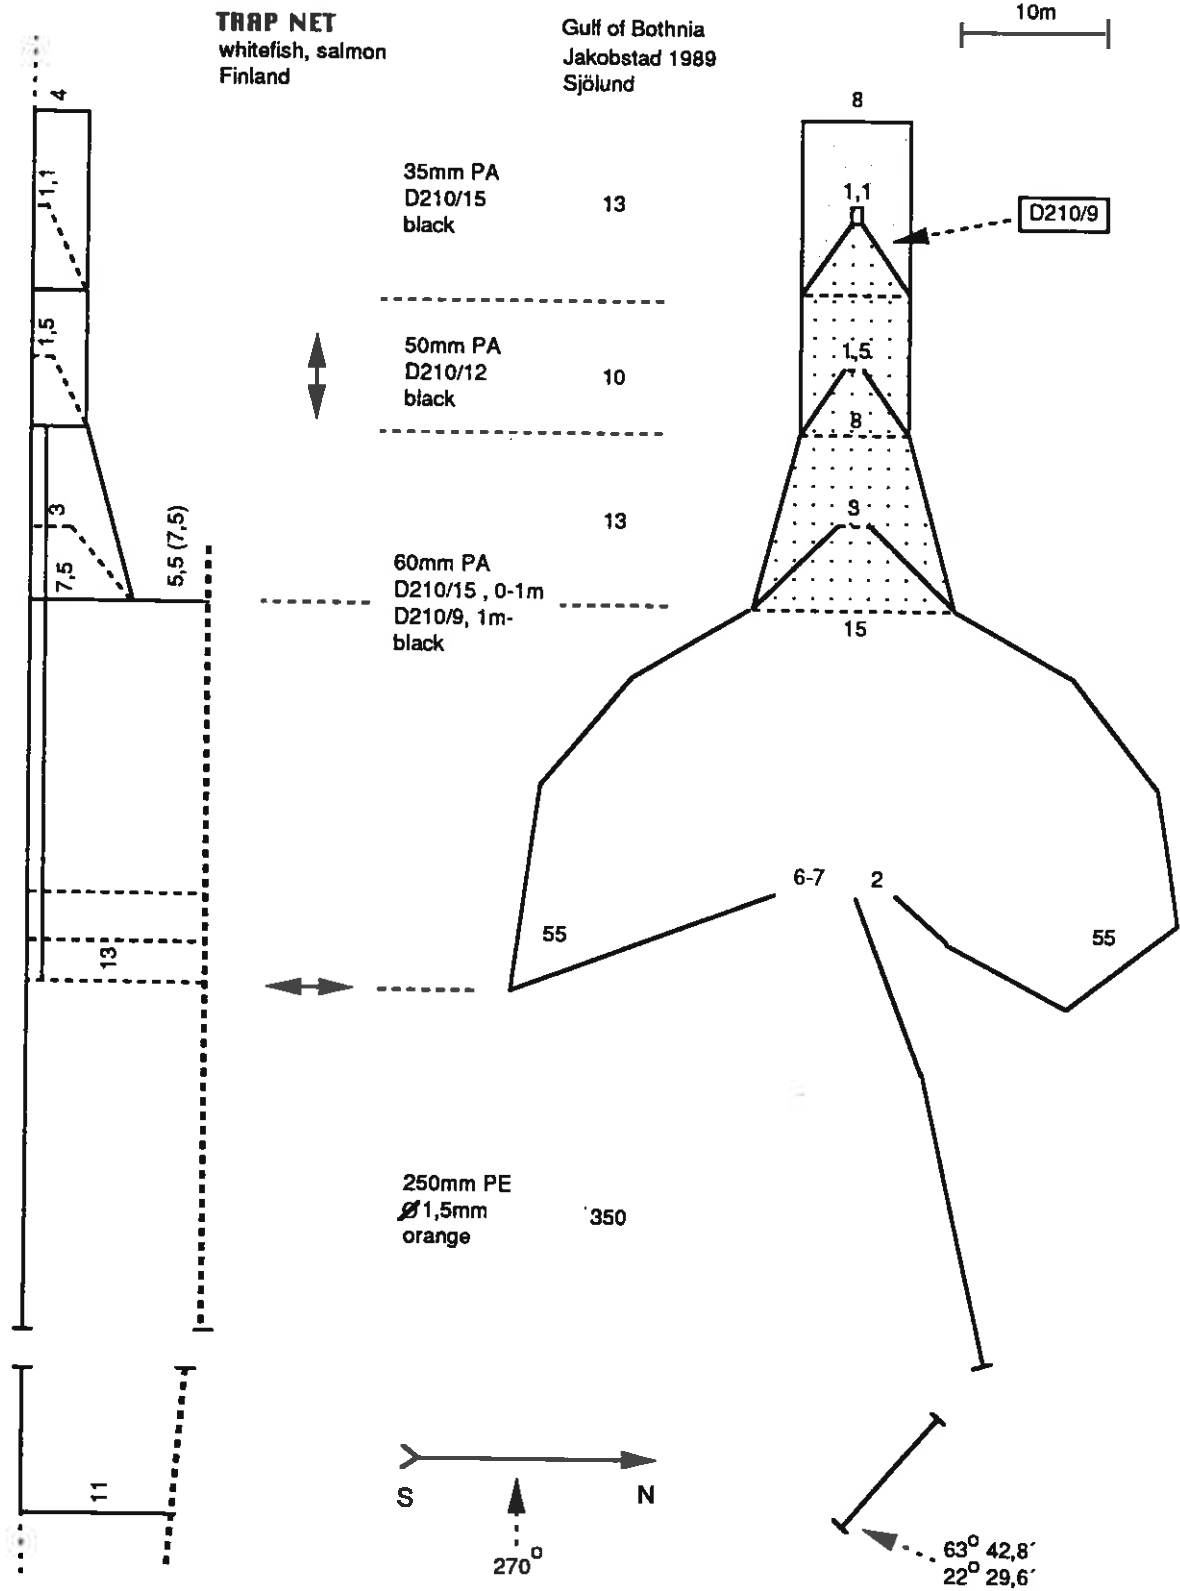 TRAP NET
whitefish, salmon
Finland
Gulf of Bothnia
Jakobstad 1989
Sjölund
10m
4
8
1,1
35mm PA
D210/15
black
13
1,1
D210/9
1,5
50mm PA
D210/12
black
10
1,5
8
3
7,5
5,5 (7,5)
13
60mm PA
D210/15 , 0-1m
D210/9, 1m-
black
3
15
6-7
2
55
55
13
250mm PE
Ø 1,5mm
orange
350
11
S
N
270°
63° 42,8´
22° 29,6´